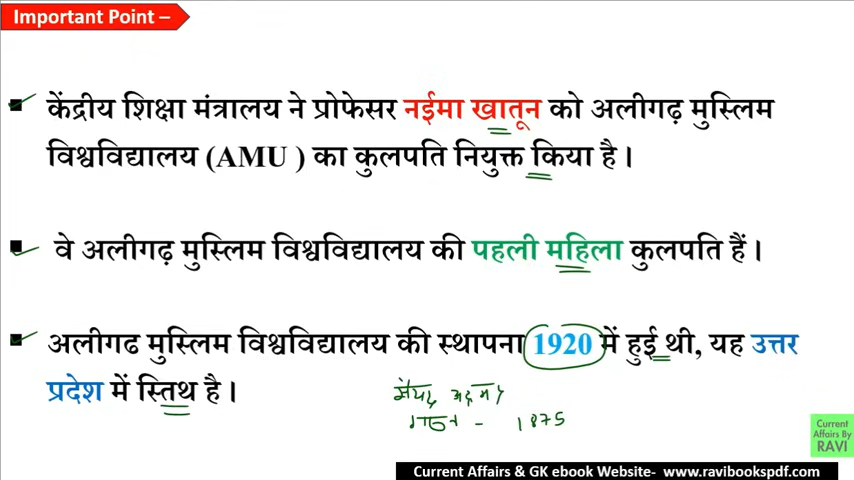 Important Point –
केंद्रीय शिक्षा मंत्रालय ने प्रोफेसर नईमा खातून को अलीगढ़ मुस्लिम
विश्वविद्यालय (AMU ) का कुलपति नियुक्त किया है।
वे अलीगढ़ मुस्लिम विश्वविद्यालय की पहली महिला कुलपति हैं।
अलीगढ मुस्लिम विश्वविद्यालय की स्थापना 1920 में हुई थी, यह उत्तर
प्रदेश में स्तिथ है।
- 1875
Current
Affairs By
RAVI
Current Affairs & GK ebook Website- www.ravibookspdf.com